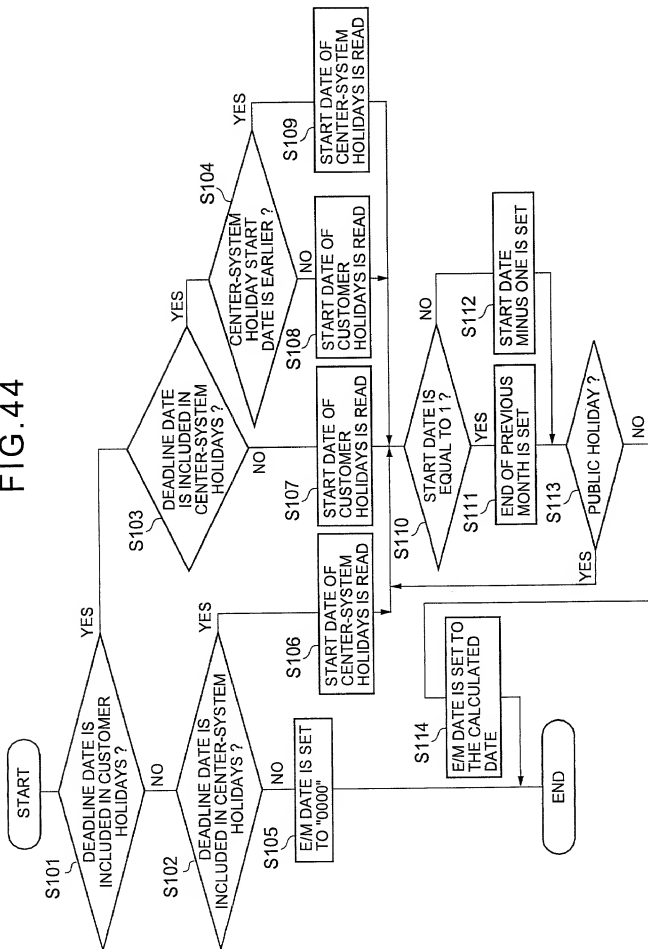 FIG.44
START
S101
DEADLINE DATE IS
INCLUDED IN CUSTOMER
HOLIDAYS ?
YES
NO
S102
DEADLINE DATE IS
INCLUDED IN CENTER-SYSTEM
HOLIDAYS ?
YES
NO
S103
DEADLINE DATE
IS INCLUDED IN
CENTER-SYSTEM
HOLIDAYS ?
YES
NO
S104
CENTER-SYSTEM
HOLIDAY START
DATE IS EARLIER ?
YES
NO
S105
E/M DATE IS SET
TO "0000"
S106
START DATE OF
CENTER-SYSTEM
HOLIDAYS IS READ
S107
START DATE OF
CUSTOMER
HOLIDAYS IS READ
S108
START DATE OF
CUSTOMER
HOLIDAYS IS READ
S109
START DATE OF
CENTER-SYSTEM
HOLIDAYS IS READ
S110
START DATE IS
EQUAL TO 1 ?
NO
YES
S111
END OF PREVIOUS
MONTH IS SET
S112
START DATE
MINUS ONE IS SET
S113
PUBLIC HOLIDAY ?
YES
NO
S114
E/M DATE IS SET TO
THE CALCULATED
DATE
END